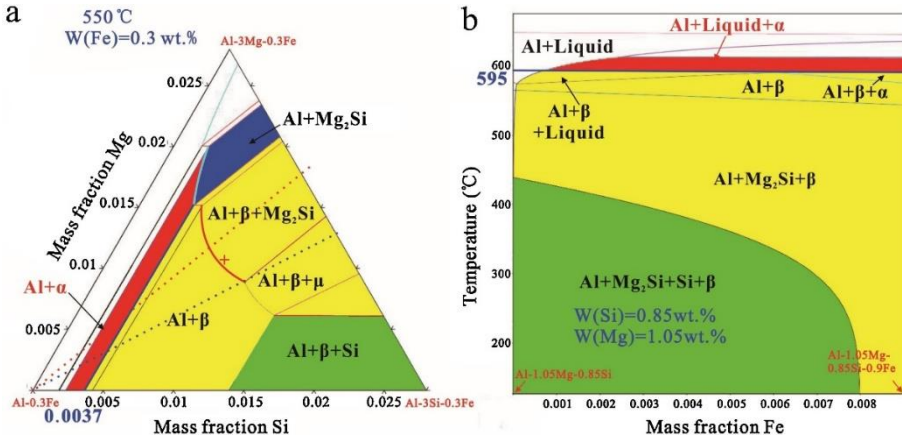 a
550℃
W(Fe)=0.3 wt.%
Al-3Mg-0.3Fe
0.025
0.02
0.015
0.01
0.005
Mass fraction Mg
Al+Mg₂Si
Al+β+Mg₂Si
Al+α
Al+β+μ
Al+β
Al+β+Si
Al-0.3Fe
Al-3Si-0.3Fe
0.0037
0.005
0.01
0.015
0.02
0.025
Mass fraction Si
b
Al+Liquid+α
Al+Liquid
600
595
500
400
300
200
Temperature (℃)
Al+β
Al+β+α
Al+β
+Liquid
Al+Mg₂Si+β
Al+Mg₂Si+Si+β
W(Si)=0.85wt.%
W(Mg)=1.05wt.%
Al-1.05Mg-0.85Si
Al-1.05Mg-
0.85Si-0.9Fe
0.001
0.002
0.003
0.004
0.005
0.006
0.007
0.008
Mass fraction Fe